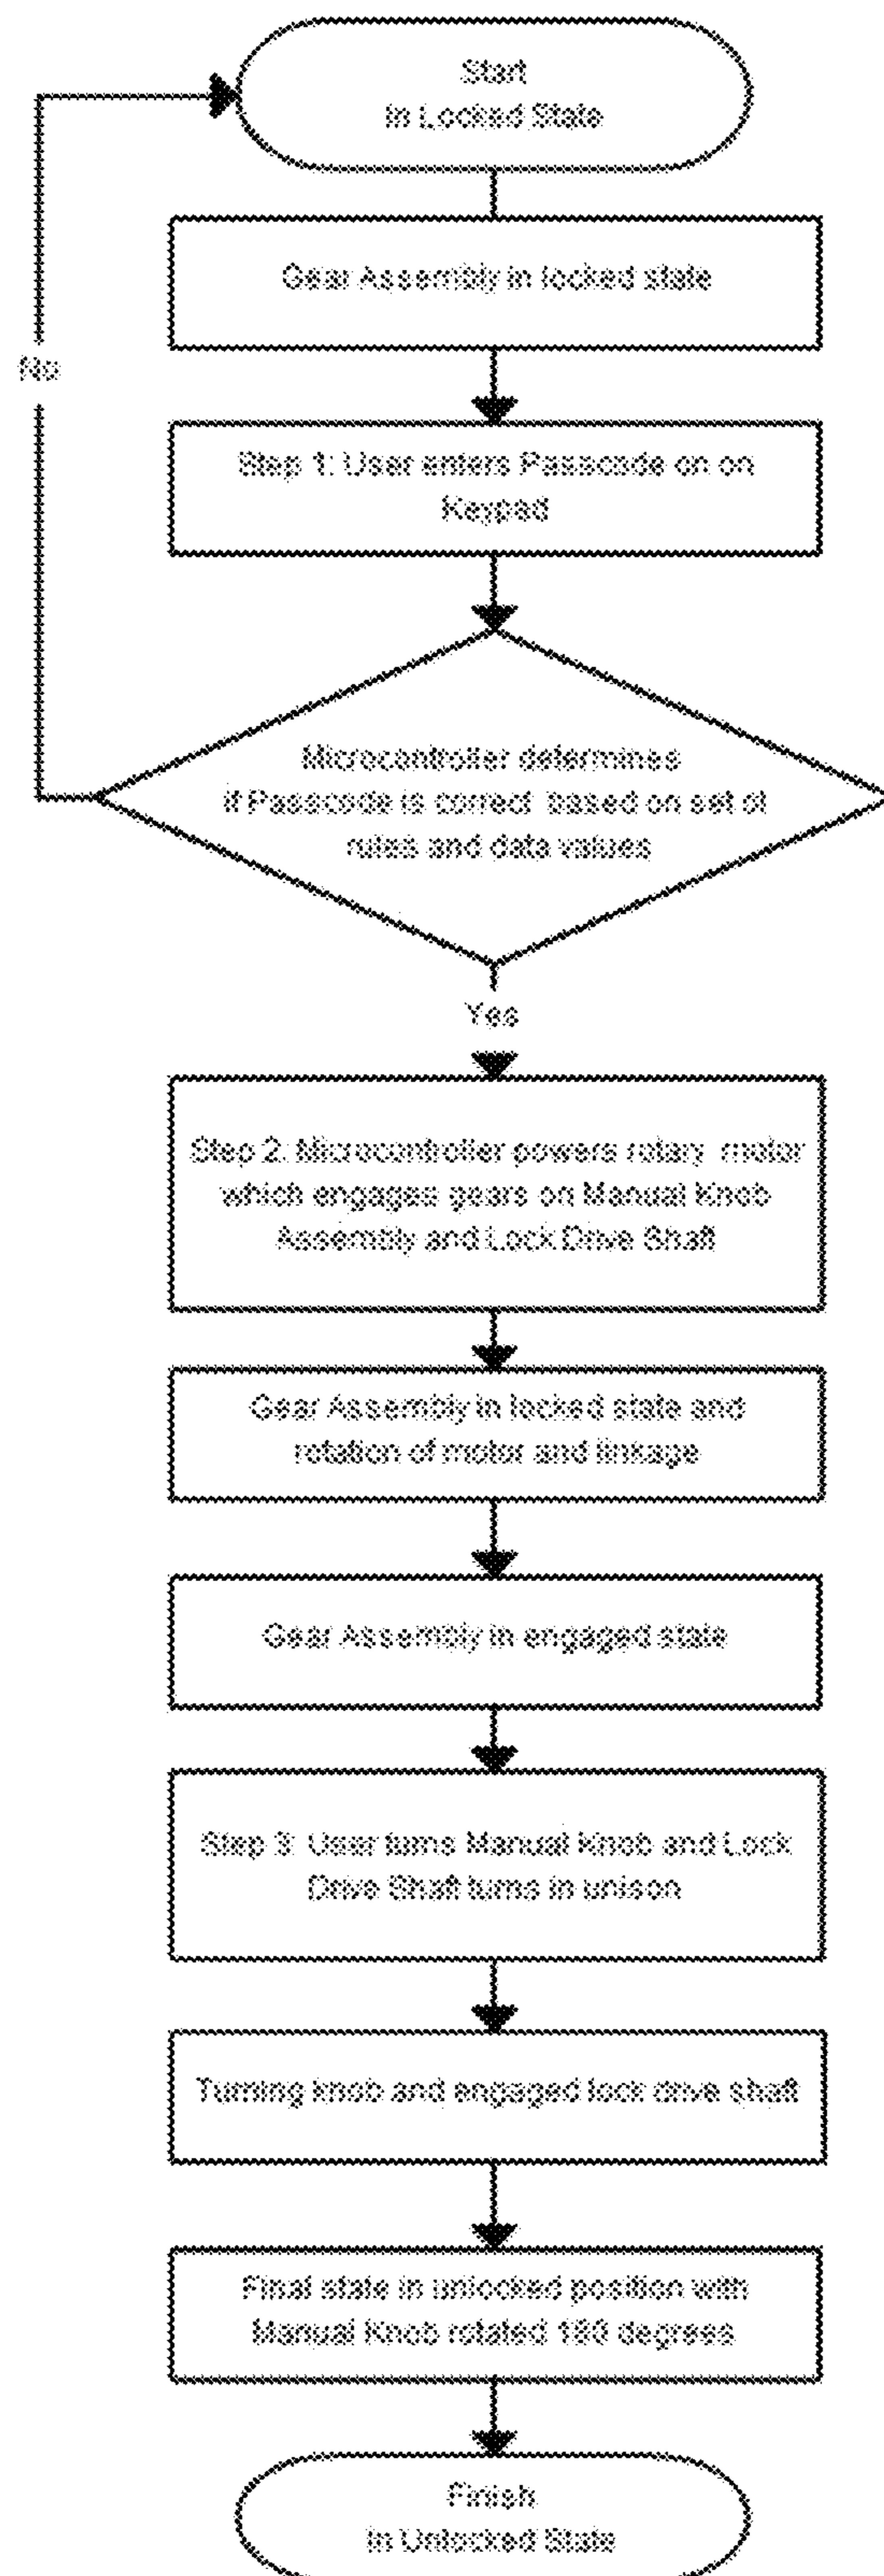 Start
In Locked State
Gear Assembly in locked state
No
Step 1: User enters Passcode on on
Keypad
Microcontroller determines
if Passcode is correct based on set of
rules and data values
Yes
Step 2: Microcontroller powers rotary motor
which engages gears on Manual Knob
Assembly and Lock Drive Shaft
Gear Assembly in locked state and
rotation of motor and linkage
Gear Assembly in engaged state
Step 3: User turns Manual Knob and Lock
Drive Shaft turns in unison
Turning knob and engaged lock drive shaft
Final state in unlocked position with
Manual Knob rotated 180 degrees
Finish
In Unlocked State